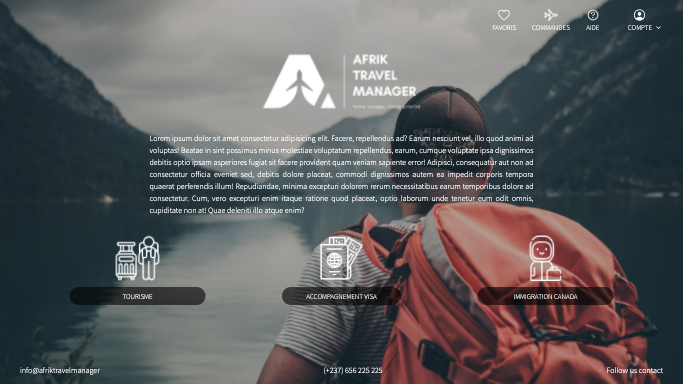 FAVORIS COMMANDES AIDE COMPTE
AFRIK
TRAVEL
MANAGER
Lorem ipsum dolor sit amet consectetur adipisicing elit. Facere, repellendus ad? Earum nesciunt vel, illo quod animi ad
voluptas! Beatae in sint possimus minus molestiae voluptatum repellendus, earum, cumque voluptate ipsa dignissimos
debitis optio ipsam asperiores fugiat sit facere provident quam veniam sapiente error! Adipisci, consequatur aut non ad
consectetur officia eveniet sed, debitis dolore placeat, commodi dignissimos autem ea impedit corporis tempora
quaerat perferendis illum! Repudiandae, minima excepturi dolorem rerum necessitatibus earum temporibus dolore ad
consectetur. Cum, vero excepturi enim itaque ratione quod placeat, optio laborum unde tenetur eum odit omnis,
cupiditate non at! Quae deleniti illo atque enim?
TOURISME ACCOMPAGNEMENT VISA IMMIGRATION CANADA
info@afriktravelmanager (+237) 656 225 225 Follow us contact